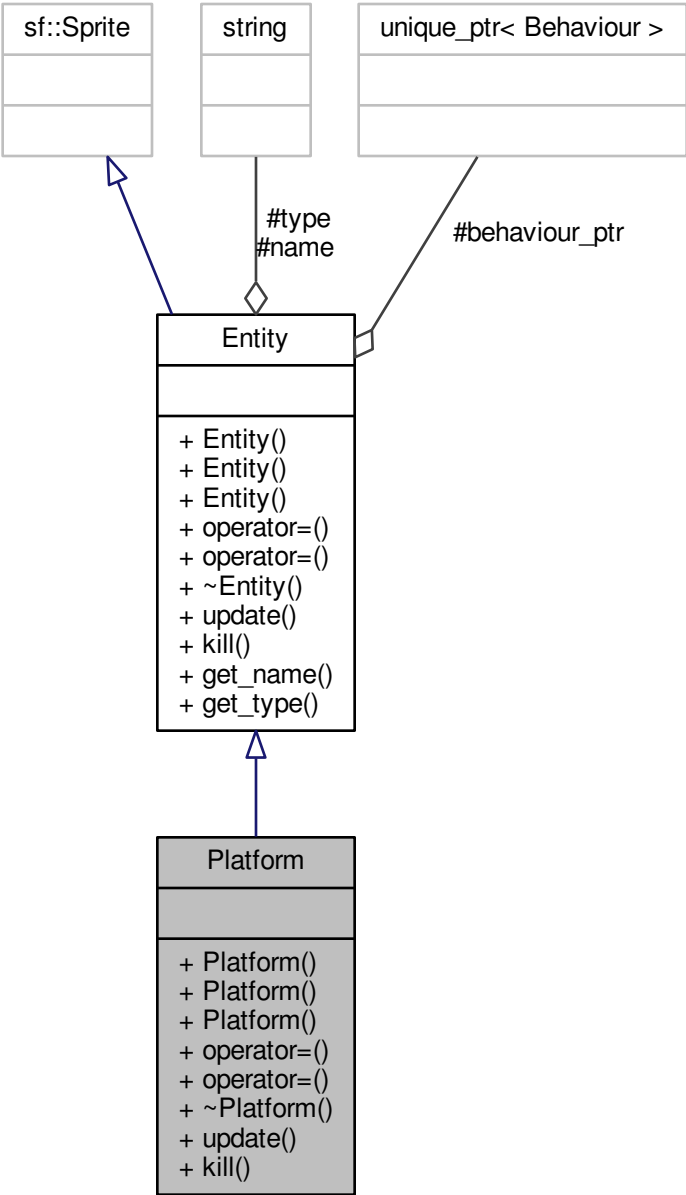 sf::Sprite
string
unique_ptr< Behaviour >
#type
#name
#behaviour_ptr
Entity
+ Entity()
+ Entity()
+ Entity()
+ operator=()
+ operator=()
+ ~Entity()
+ update()
+ kill()
+ get_name()
+ get_type()
Platform
+ Platform()
+ Platform()
+ Platform()
+ operator=()
+ operator=()
+ ~Platform()
+ update()
+ kill()